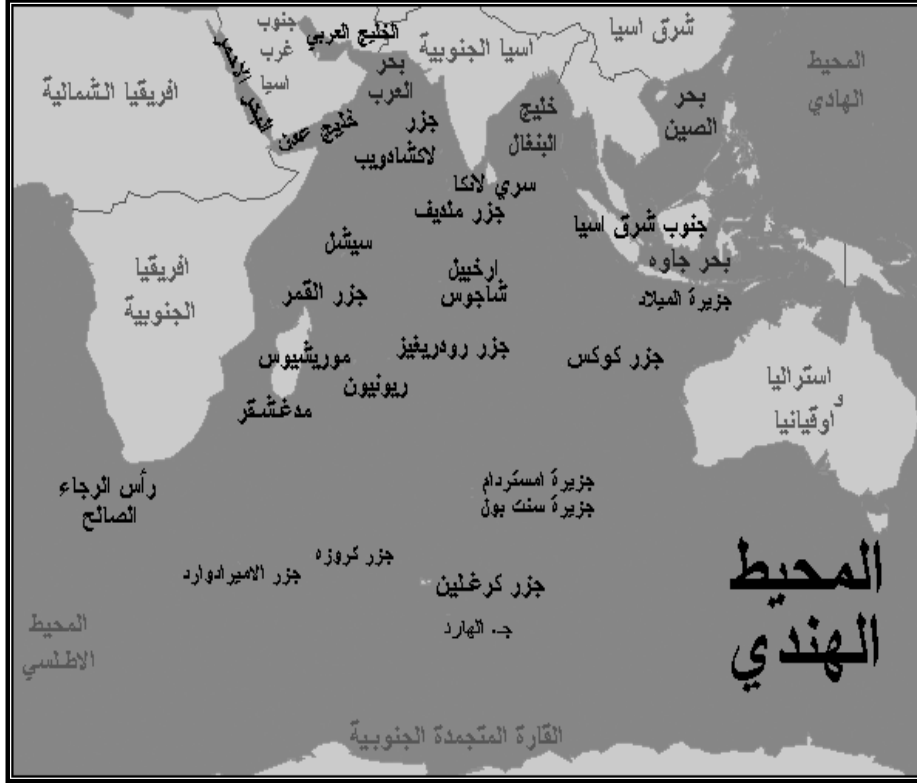 جنوب
غرب
اسيا
الخليج العربي
اسيا الجنوبية
شرق اسيا
المحيط
الهادي
افريقيا الشمالية
البحر الاحمر
خليج عدن
بحر
العرب
جزر
لاكشادويب
خليج
البنغال
بحر
الصين
سري لانكا
جزر ملديف
جنوب شرق اسيا
بحر جاوه
جزيرة الميلاد
سيشل
ارخبيل
شاجوس
افريقيا
الجنوبية
جزر القمر
موريشيوس
ريونيون
مدغشقر
جزر رودريغيز
جزر كوكس
استراليا
و
اوقيانيا
رأس الرجاء
الصالح
جزيرة امستردام
جزيرة سنت بول
جزر كروزه
جزر الاميرادوارد
جزر كرغلين
جـ. الهارد
المحيط
الهندي
المحيط
الاطلسي
القارة المتجمدة الجنوبية